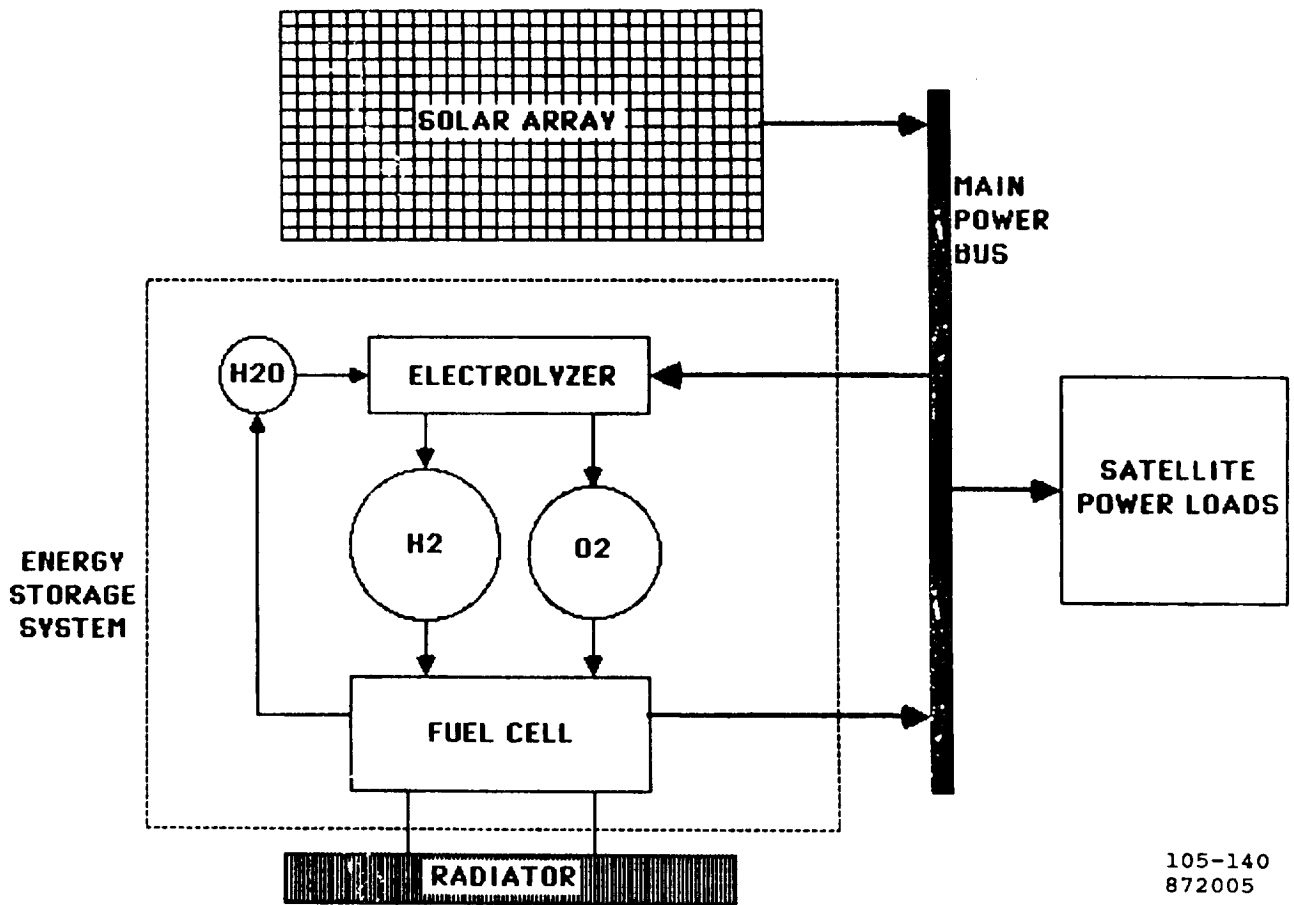 SOLAR ARRAY
MAIN
POWER
BUS
H2O
ELECTROLYZER
SATELLITE
POWER LOADS
H2
O2
ENERGY
STORAGE
SYSTEM
FUEL CELL
RADIATOR
105-140
872005